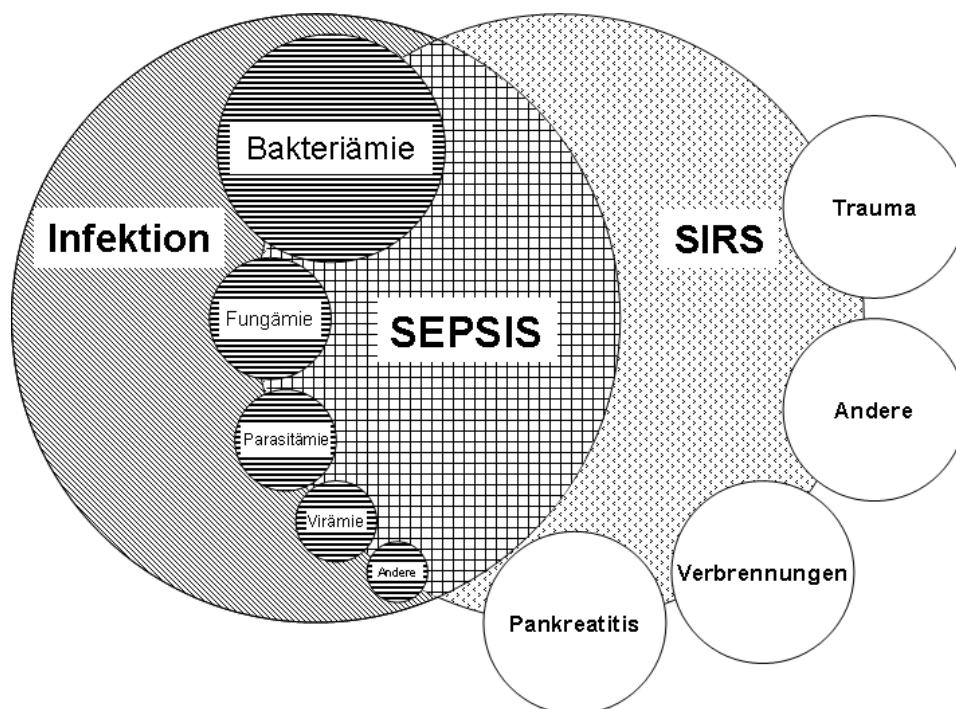 Bakteriämie
Infektion
SIRS
Trauma
Fungämie
SEPSIS
Andere
Parasitämie
Virämie
Andere
Verbrennungen
Pankreatitis